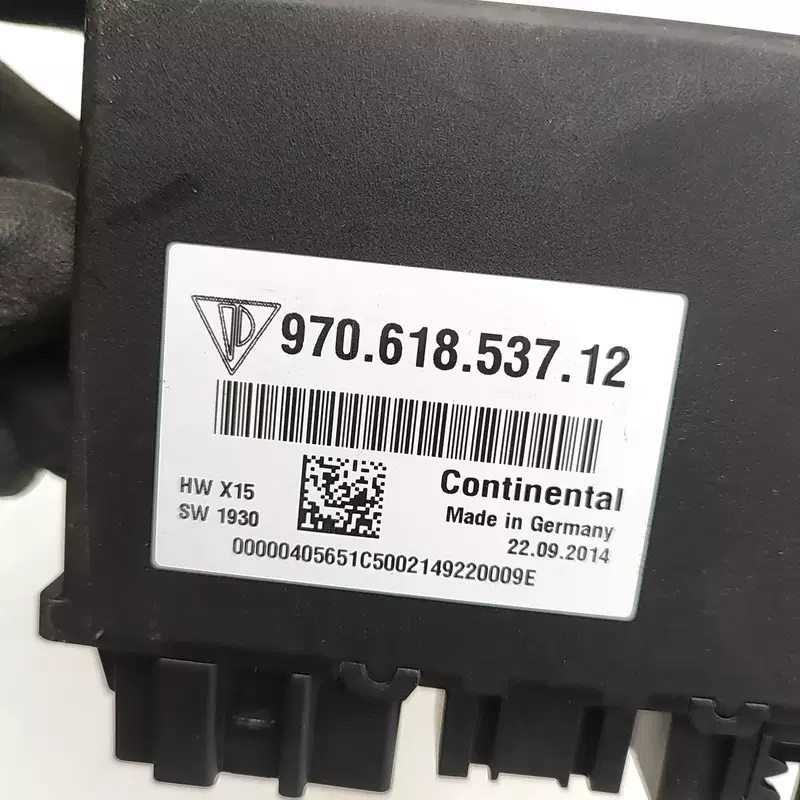 970.618.537.12
HW X15
SW 1930
Continental
Made in Germany
22.09.2014
00000405651C5002149220009E